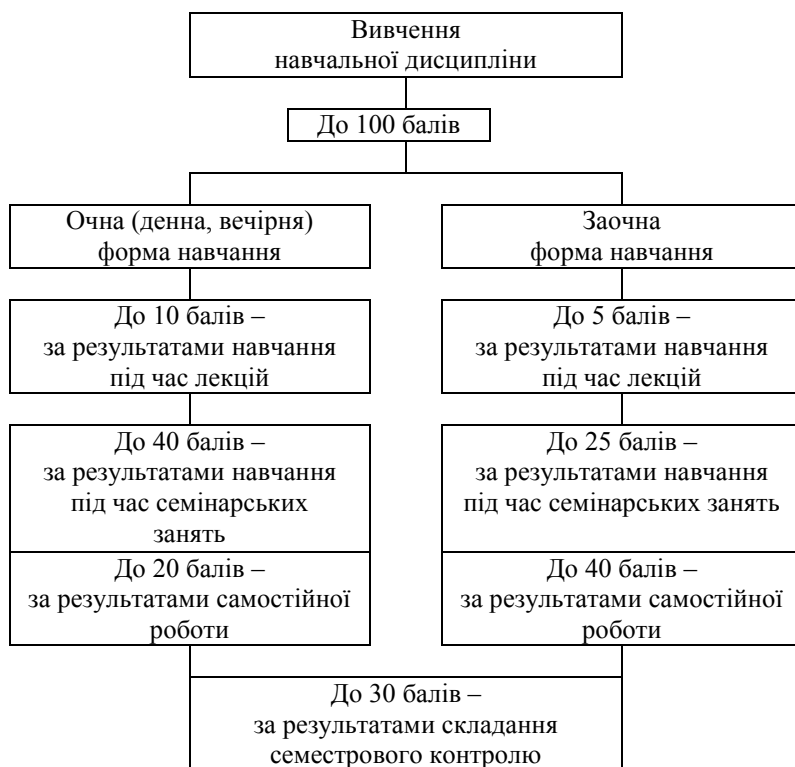 Вивчення
навчальної дисципліни
До 100 балів
Очна (денна, вечірня)
форма навчання
Заочна
форма навчання
До 10 балів –
за результатами навчання
під час лекцій
До 5 балів –
за результатами навчання
під час лекцій
До 40 балів –
за результатами навчання
під час семінарських
занять
До 25 балів –
за результатами навчання
під час семінарських занять
До 20 балів –
за результатами самостійної
роботи
До 40 балів –
за результатами самостійної
роботи
До 30 балів –
за результатами складання
семестрового контролю